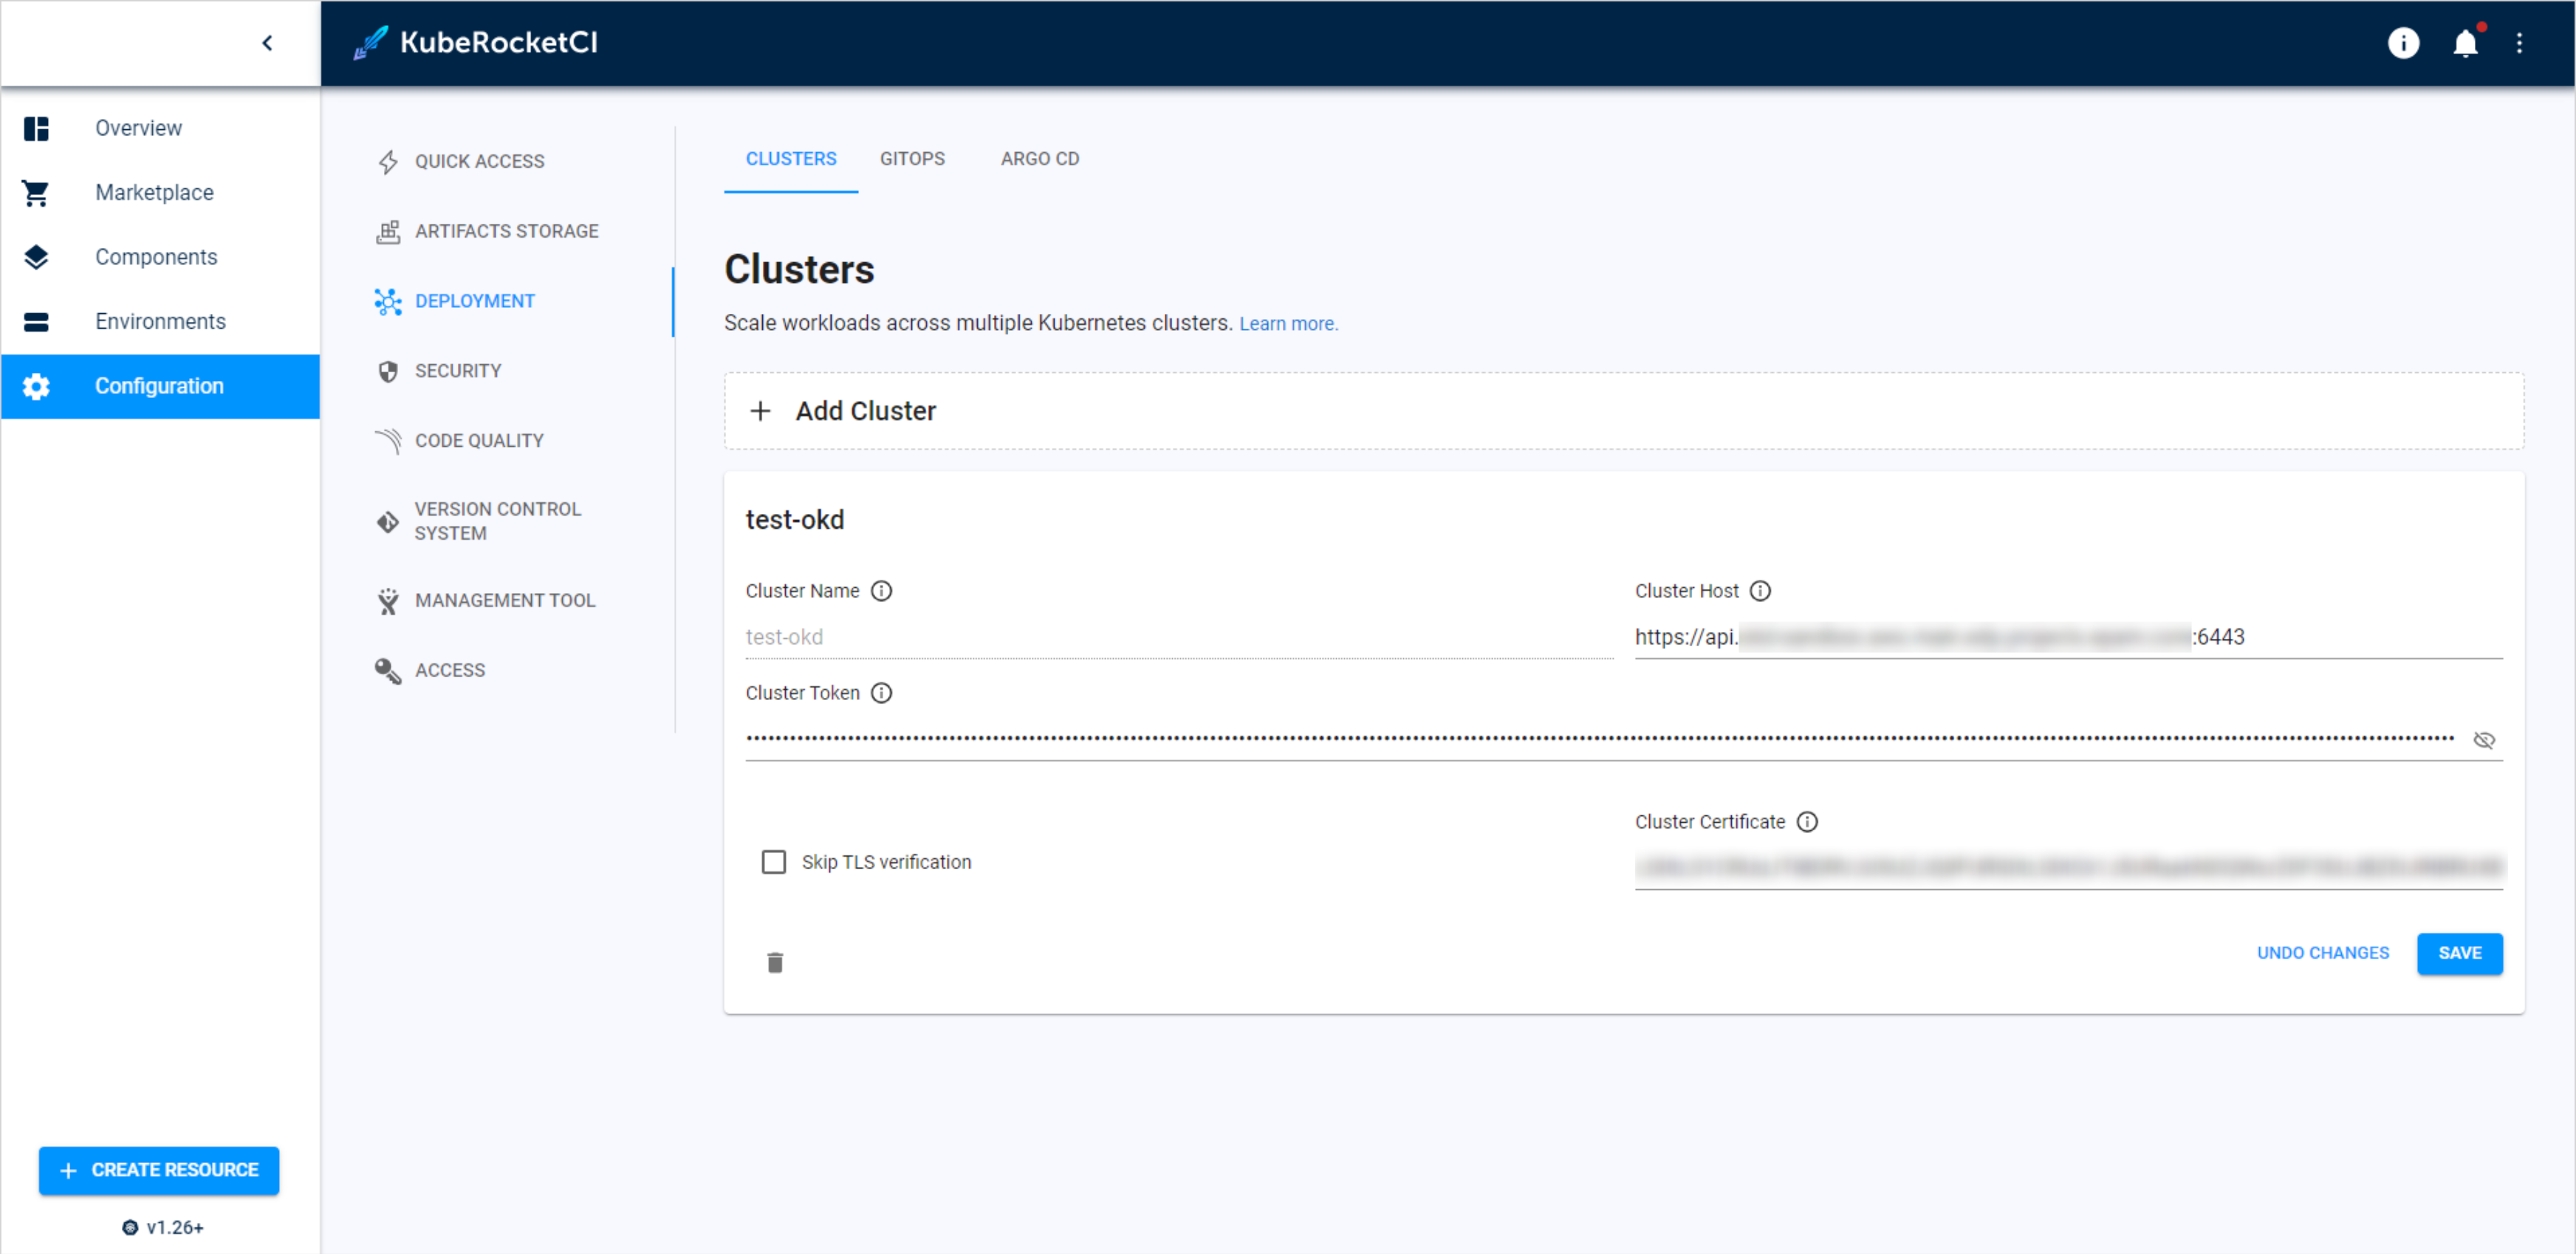 KubeRocketCI
Overview
Marketplace
Components
Environments
Configuration
CREATE RESOURCE
v1.26+
QUICK ACCESS
ARTIFACTS STORAGE
DEPLOYMENT
SECURITY
CODE QUALITY
VERSION CONTROL
SYSTEM
MANAGEMENT TOOL
ACCESS
CLUSTERS GITOPS ARGO CD
Clusters
Scale workloads across multiple Kubernetes clusters. Learn more.
+ Add Cluster
test-okd
Cluster Name Cluster Host
test-okd https://api. :6443
Cluster Token
Cluster Certificate
Skip TLS verification
UNDO CHANGES SAVE